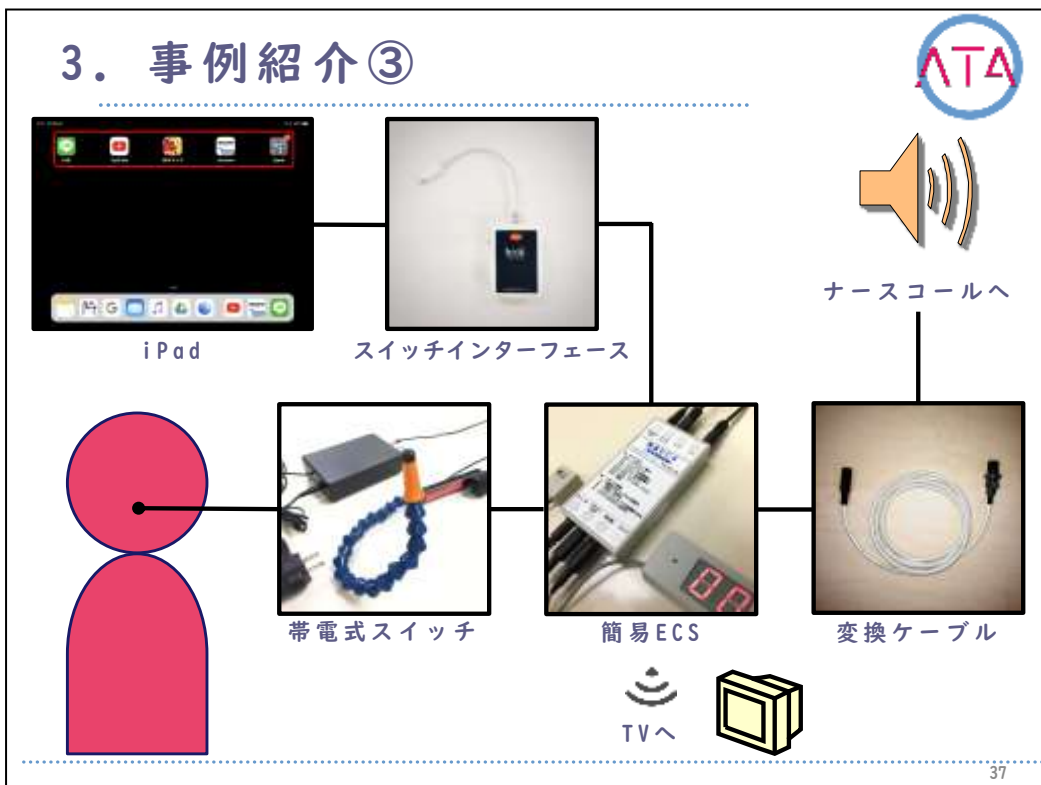 3. 事例紹介③
ATA
ナースコールへ
iPad
スイッチインターフェース
帯電式スイッチ
簡易ECS
変換ケーブル
TVへ
37